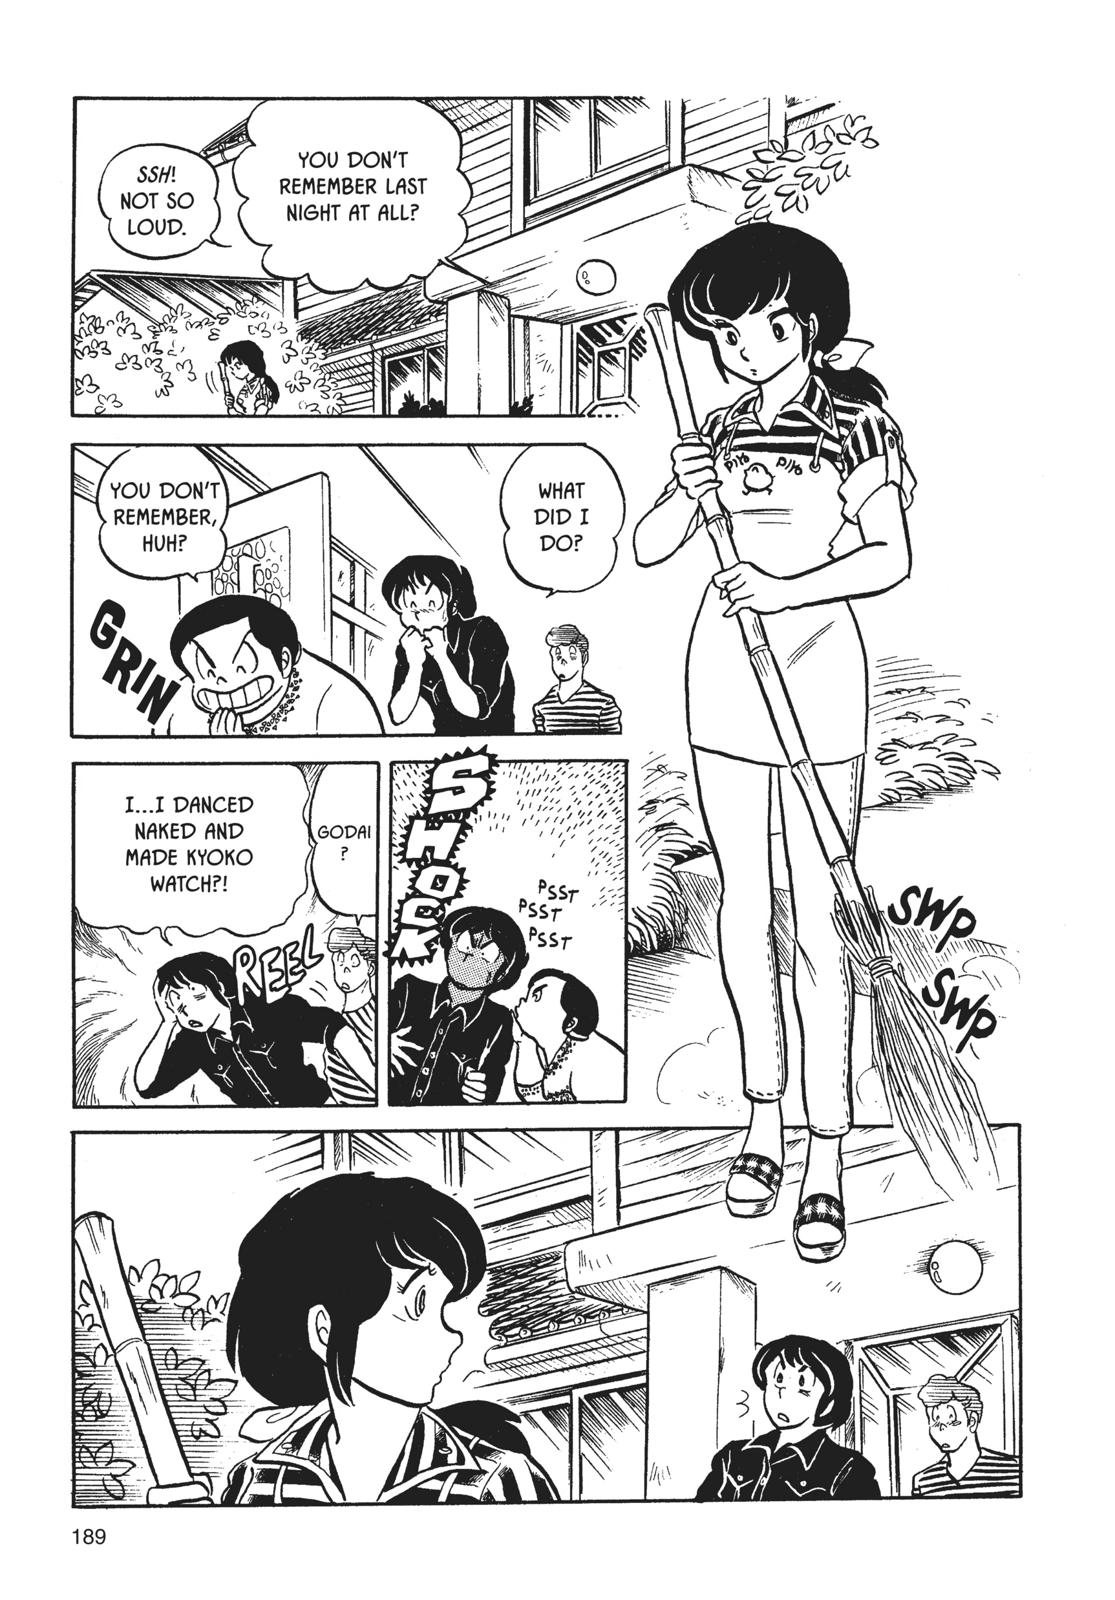 YOU DON'T
REMEMBER LAST
NIGHT AT ALL?
SSH!
NOT SO
LOUD.
PIYO PIYO
YOU DON'T
REMEMBER,
HUH?
GRIN
WHAT
DID I
DO?
I...I DANCED
NAKED AND
MADE KYOKO
WATCH?!
GODAI
?
REEL
SHOCK
PSST
PSST
PSST
SWP
SWP
189